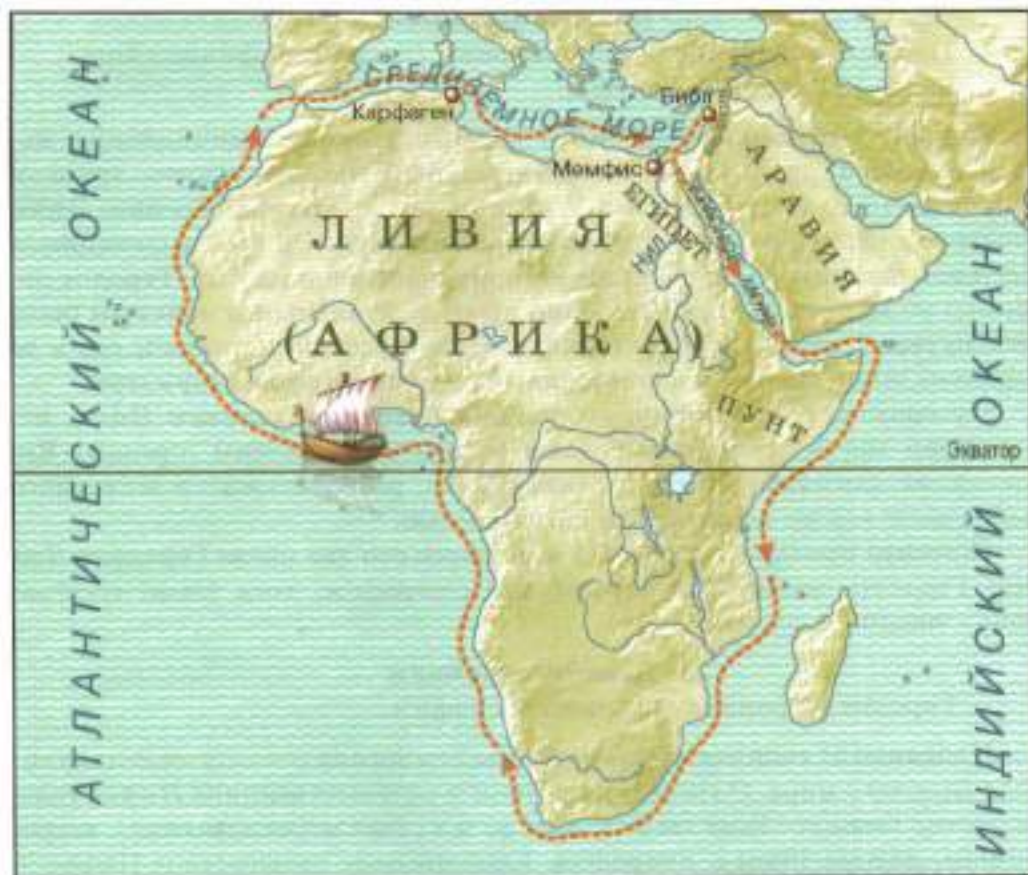 СРЕДИЗЕМНОЕ МОРЕ
Карфаген
Библ
Мемфис
ЕГИПЕТ
Нил
АРАВИЯ
ЛИВИЯ
(АФРИКА)
ПУНТ
Экватор
АТЛАНТИЧЕСКИЙ ОКЕАН
ИНДИЙСКИЙ ОКЕАН